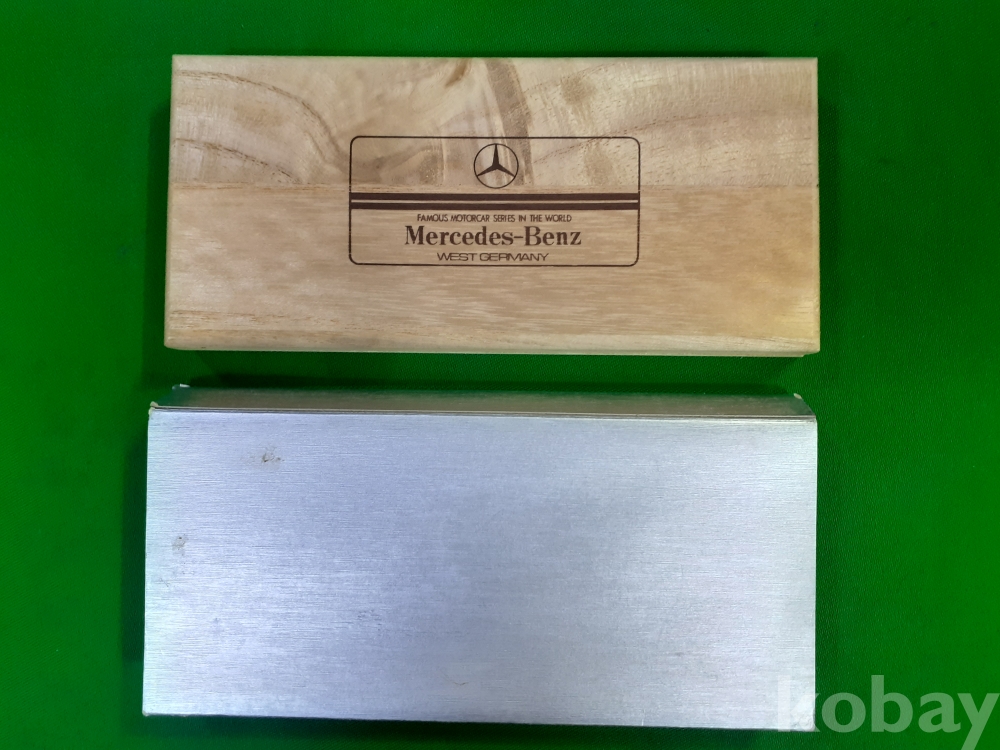 FAMOUS MOTORCAR SERIES IN THE WORLD
Mercedes-Benz
WEST GERMANY
kobay